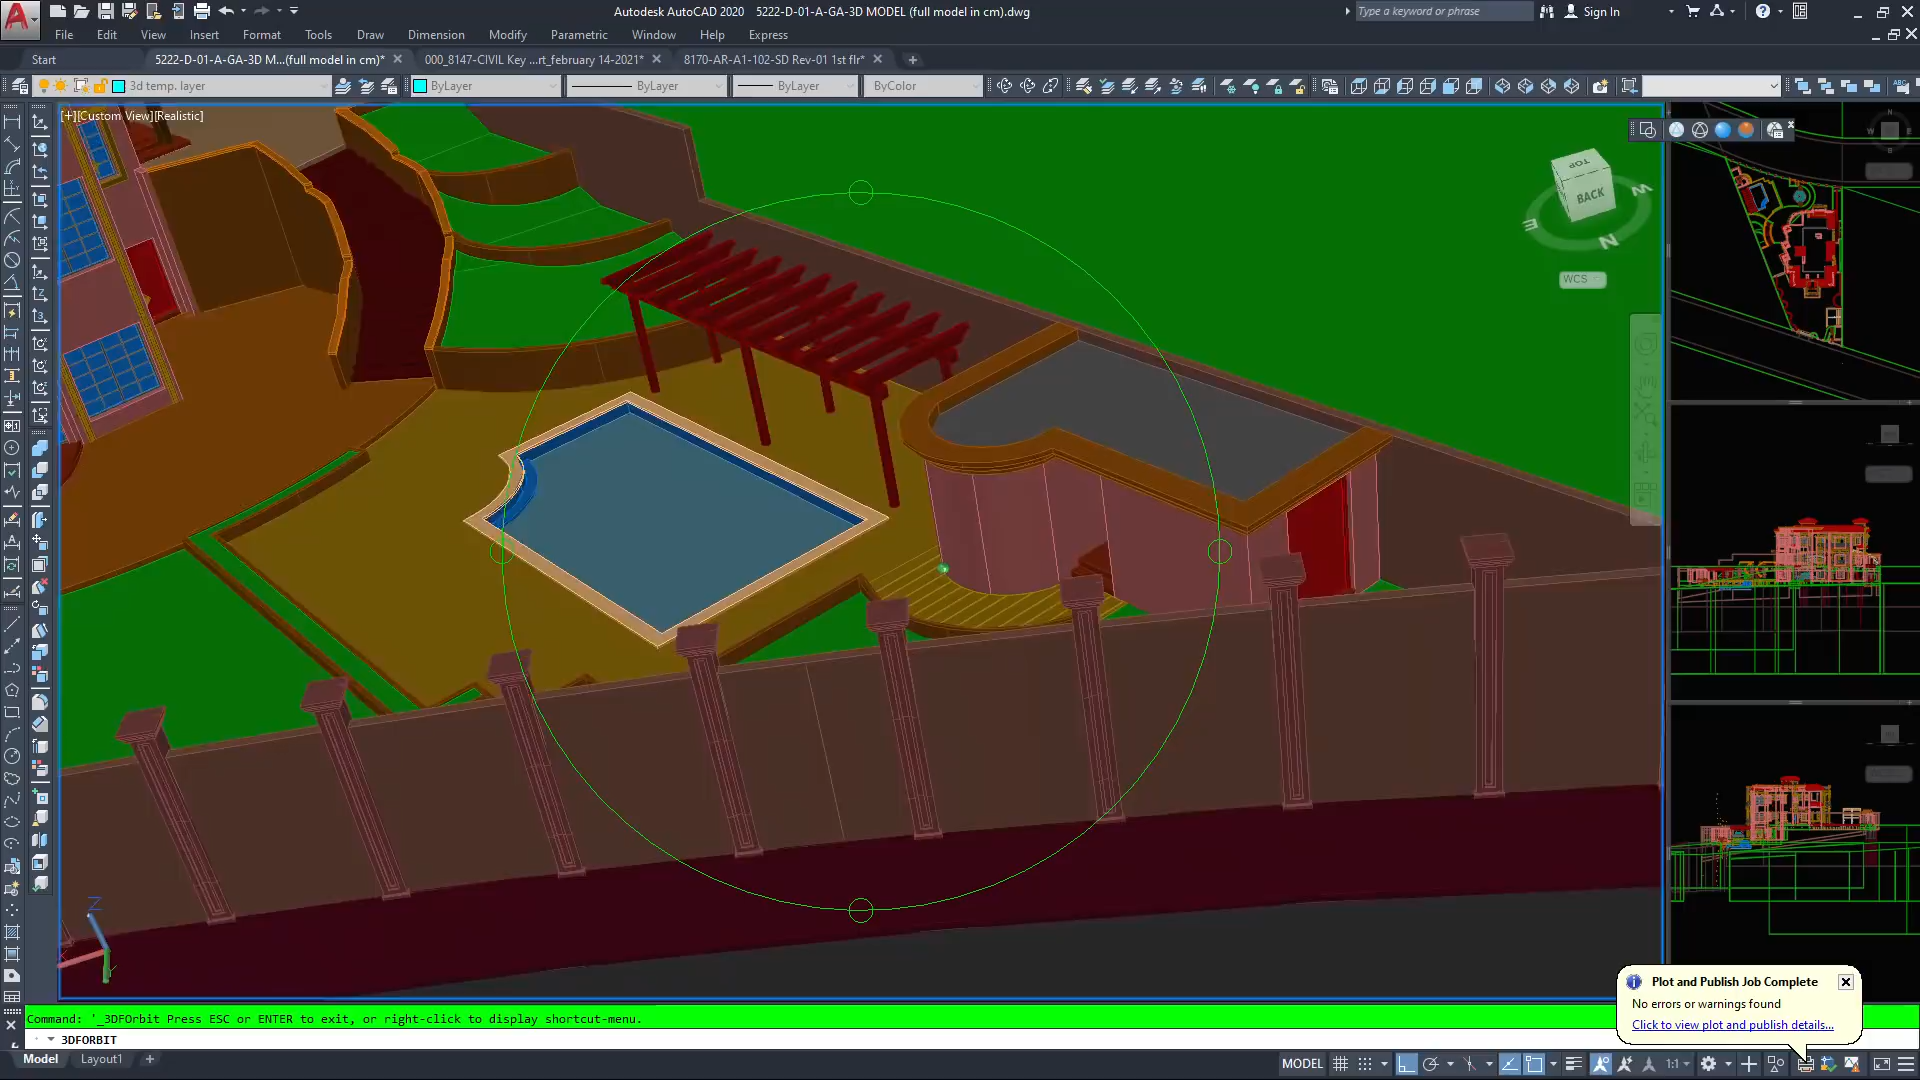 Autodesk AutoCAD 2020 5222-D-01-A-GA-3D MODEL (full model in cm).dwg
Type a keyword or phrase
Sign In
File Edit View Insert Format Tools Draw Dimension Modify Parametric Window Help Express
Start
5222-D-01-A-GA-3D M...(full model in cm)*
000_8147-CIVIL Key ...rt_february 14-2021*
8170-AR-A1-102-SD Rev-01 1st flr*
3d temp. layer
ByLayer
ByLayer
ByLayer
ByColor
[+][Custom View][Realistic]
TOP
BACK
W
E
N
WCS
Z
Y
Plot and Publish Job Complete
No errors or warnings found
Click to view plot and publish details...
Command: '_3DFOrbit Press ESC or ENTER to exit, or right-click to display shortcut-menu.
3DFORBIT
Model
Layout1
MODEL
1:1